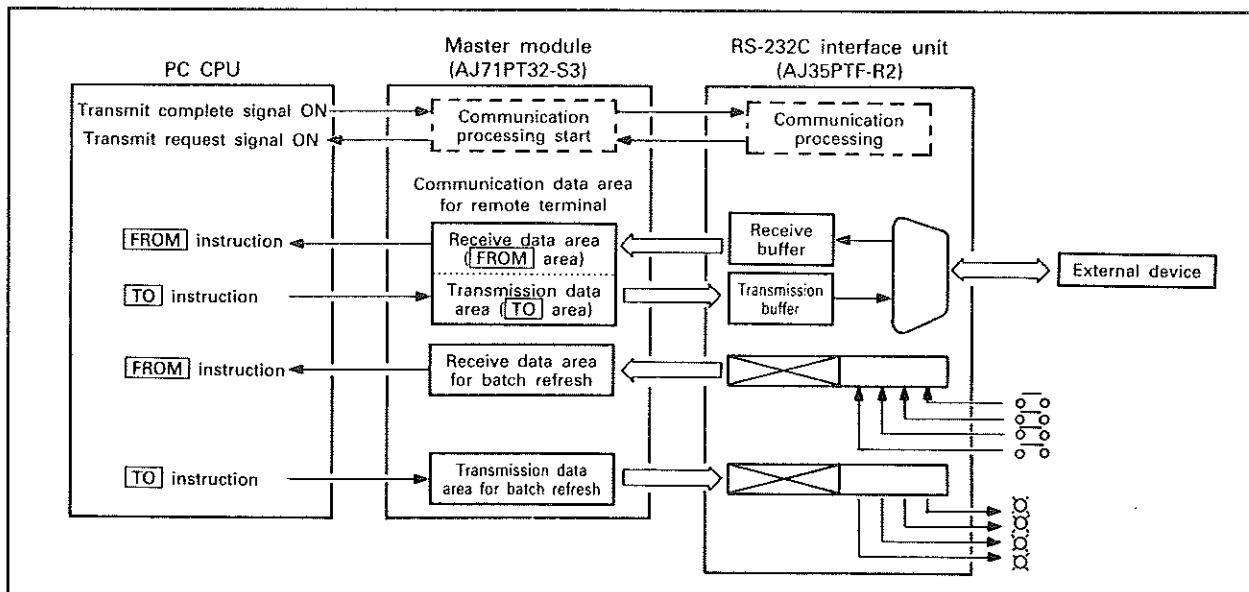 PC CPU
Master module
(AJ71PT32-S3)
RS-232C interface unit
(AJ35PTF-R2)
Transmit complete signal ON
Transmit request signal ON
Communication
processing start
Communication
processing
Communication data area
for remote terminal
FROM instruction
Receive data area
(FROM area)
Receive
buffer
TO instruction
Transmission data
area (TO area)
Transmission
buffer
External device
FROM instruction
Receive data area
for batch refresh
TO instruction
Transmission data
area for batch refresh